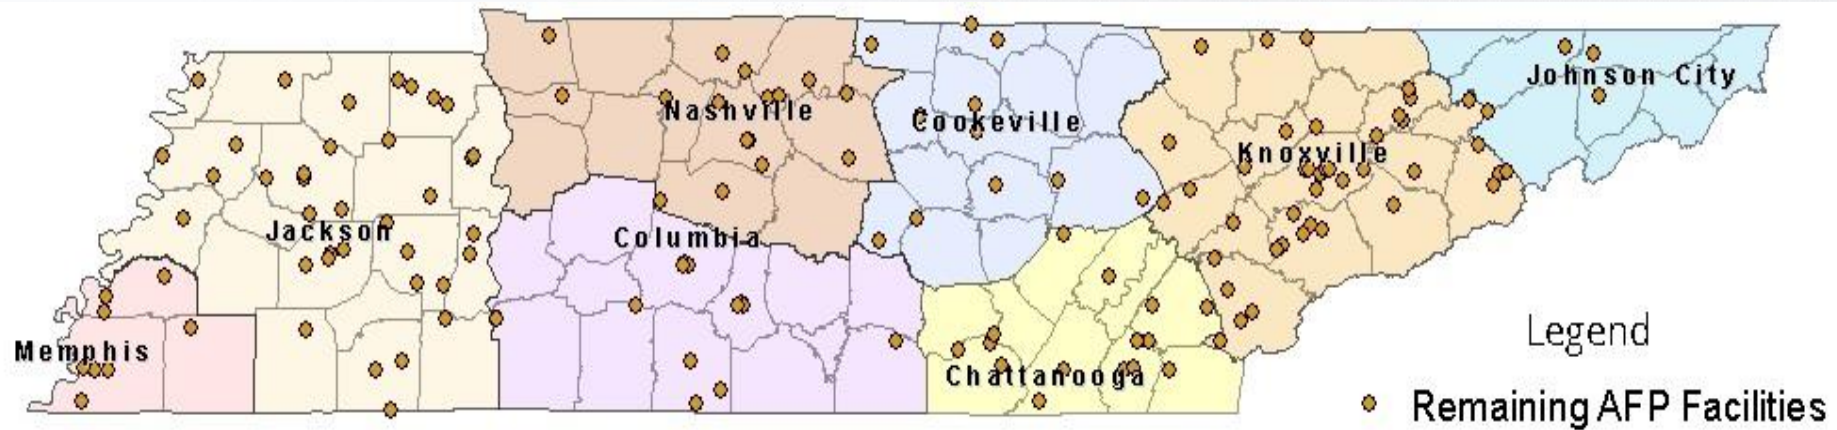 Johnson City
Nashville
Cookeville
Knoxville
Jackson
Columbia
Memphis
Chattanooga
Legend
Remaining AFP Facilities